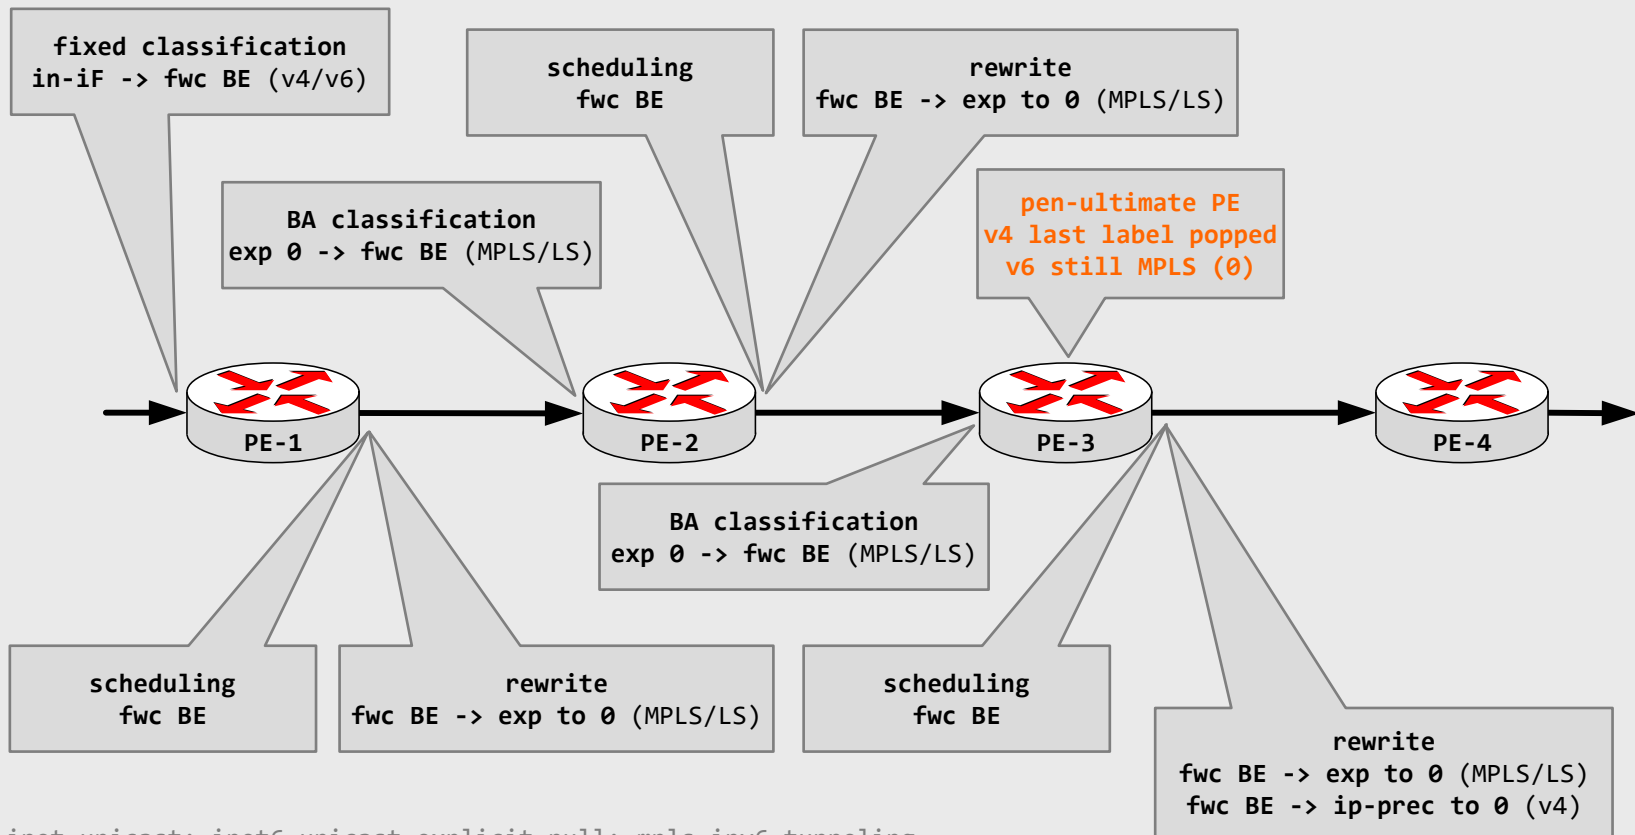 fixed classification
in-iF -> fwc BE (v4/v6)
scheduling
fwc BE
rewrite
fwc BE -> exp to 0 (MPLS/LS)
BA classification
exp 0 -> fwc BE (MPLS/LS)
pen-ultimate PE
v4 last label popped
v6 still MPLS (0)
PE-1
PE-2
PE-3
PE-4
BA classification
exp 0 -> fwc BE (MPLS/LS)
scheduling
fwc BE
rewrite
fwc BE -> exp to 0 (MPLS/LS)
scheduling
fwc BE
rewrite
fwc BE -> exp to 0 (MPLS/LS)
fwc BE -> ip-prec to 0 (v4)